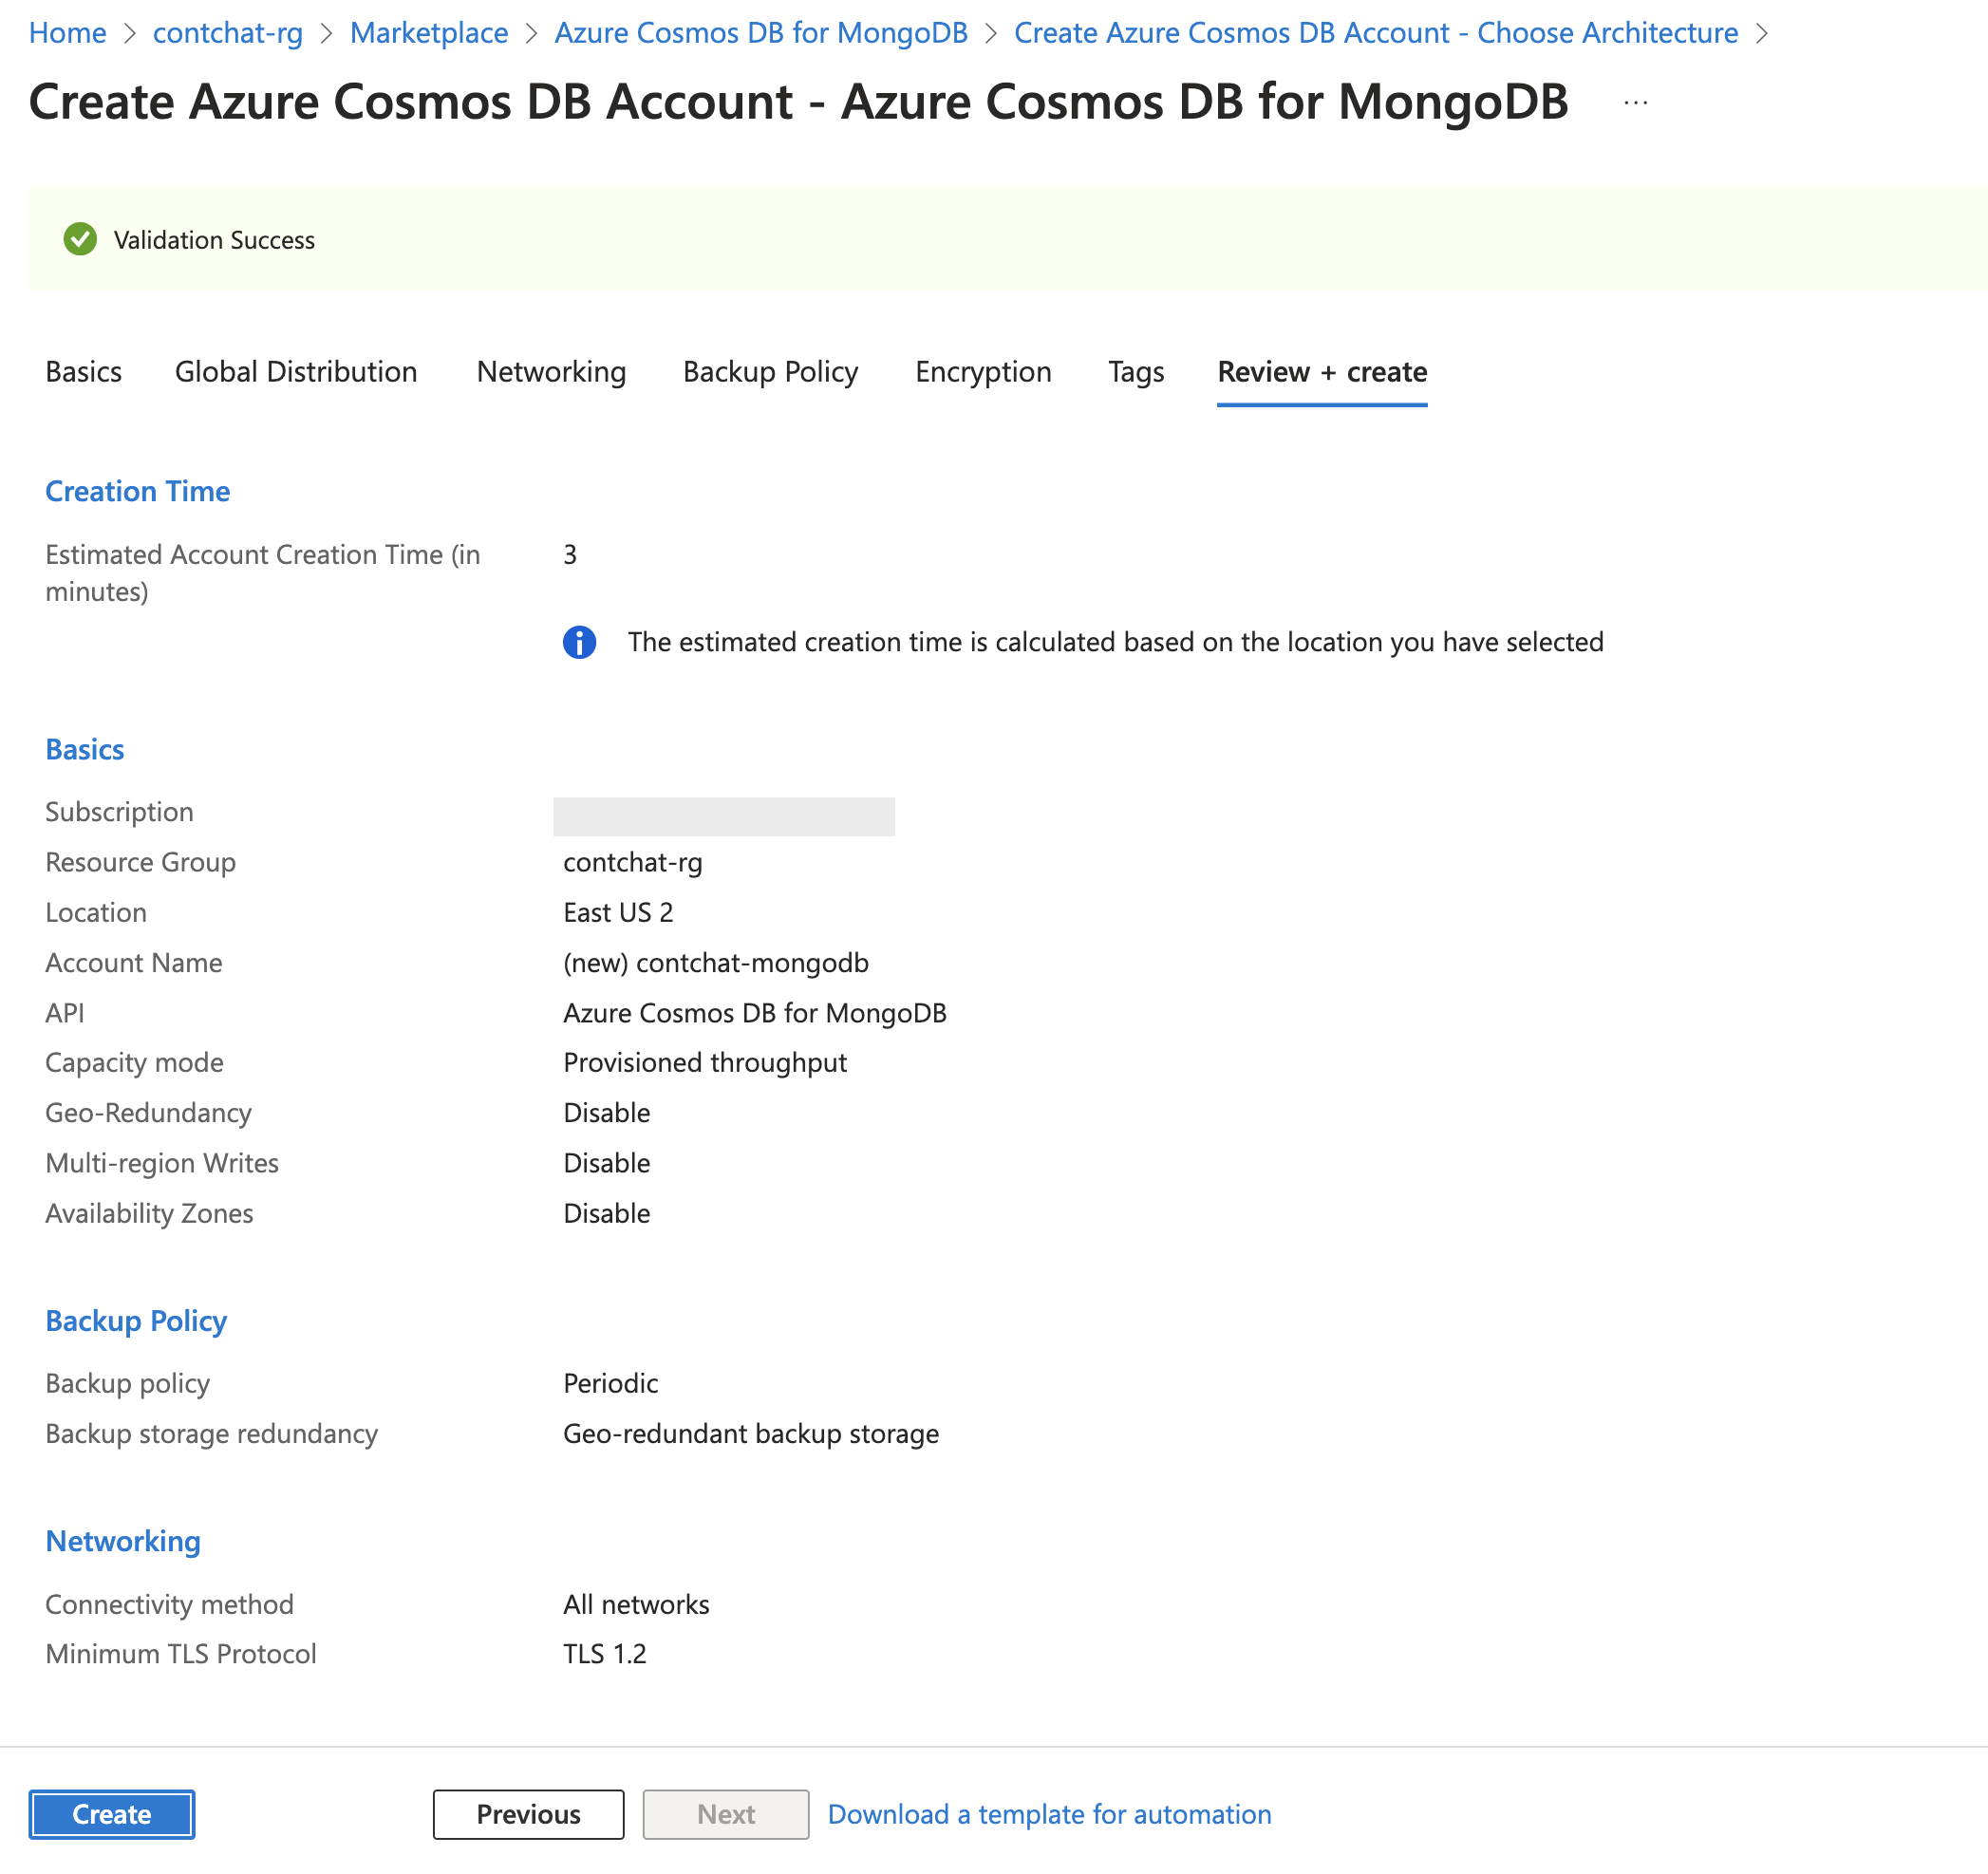 Home > contchat-rg > Marketplace > Azure Cosmos DB for MongoDB > Create Azure Cosmos DB Account - Choose Architecture >
Create Azure Cosmos DB Account - Azure Cosmos DB for MongoDB ...
Validation Success
Basics Global Distribution Networking Backup Policy Encryption Tags Review + create
Creation Time
Estimated Account Creation Time (in 3
minutes)
The estimated creation time is calculated based on the location you have selected
Basics
Subscription
Resource Group contchat-rg
Location East US 2
Account Name (new) contchat-mongodb
API Azure Cosmos DB for MongoDB
Capacity mode Provisioned throughput
Geo-Redundancy Disable
Multi-region Writes Disable
Availability Zones Disable
Backup Policy
Backup policy Periodic
Backup storage redundancy Geo-redundant backup storage
Networking
Connectivity method All networks
Minimum TLS Protocol TLS 1.2
Create Previous Next Download a template for automation